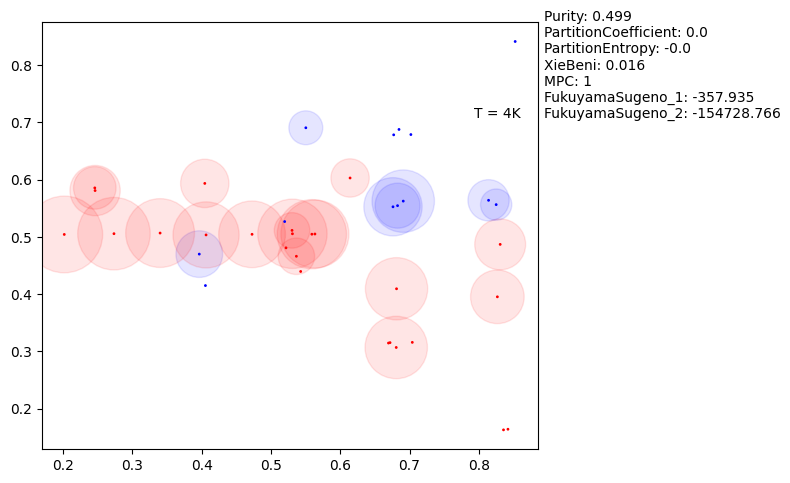 Purity: 0.499
PartitionCoefficient: 0.0
PartitionEntropy: -0.0
XieBeni: 0.016
MPC: 1
FukuyamaSugeno_1: -357.935
FukuyamaSugeno_2: -154728.766
T = 4K
0.8
0.7
0.6
0.5
0.4
0.3
0.2
0.2 0.3 0.4 0.5 0.6 0.7 0.8